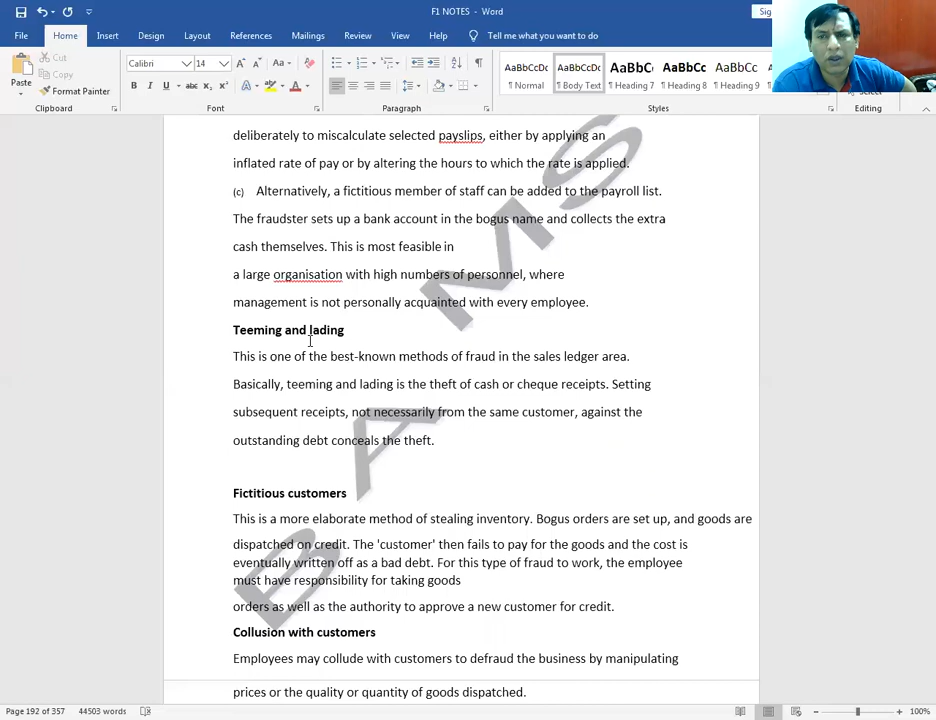 F1 NOTES - Word
Sig
File Home Insert Design Layout References Mailings Review View Help Tell me what you want to do
Paste
Cut
Copy
Format Painter
Calibri 14
AaBbCcDc AaBbCcDc AaBbC AaBbCc AaBbCc
¶ Normal ¶ Body Text ¶ Heading 7 ¶ Heading 8 ¶ Heading 9
Clipboard Font Paragraph Styles Editing
deliberately to miscalculate selected payslips, either by applying an
inflated rate of pay or by altering the hours to which the rate is applied.
(c) Alternatively, a fictitious member of staff can be added to the payroll list.
The fraudster sets up a bank account in the bogus name and collects the extra
cash themselves. This is most feasible in
a large organisation with high numbers of personnel, where
management is not personally acquainted with every employee.
Teeming and lading
This is one of the best-known methods of fraud in the sales ledger area.
Basically, teeming and lading is the theft of cash or cheque receipts. Setting
subsequent receipts, not necessarily from the same customer, against the
outstanding debt conceals the theft.
Fictitious customers
This is a more elaborate method of stealing inventory. Bogus orders are set up, and goods are
dispatched on credit. The 'customer' then fails to pay for the goods and the cost is
eventually written off as a bad debt. For this type of fraud to work, the employee
must have responsibility for taking goods
orders as well as the authority to approve a new customer for credit.
Collusion with customers
Employees may collude with customers to defraud the business by manipulating
prices or the quality or quantity of goods dispatched.
BAMS
Page 192 of 357 44503 words 100%